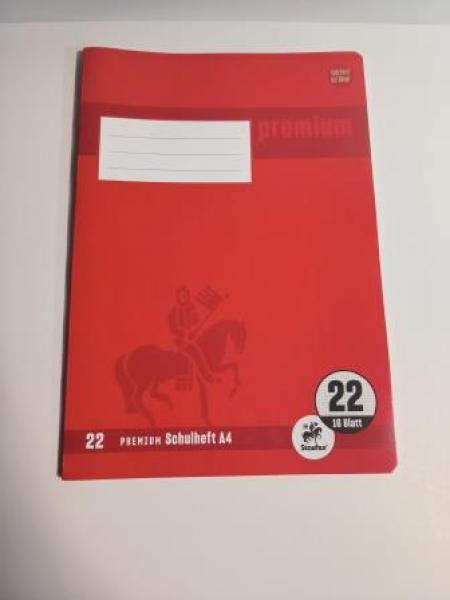 premium
22 PREMIUM Schulheft A4
22
16 Blatt
Staufen